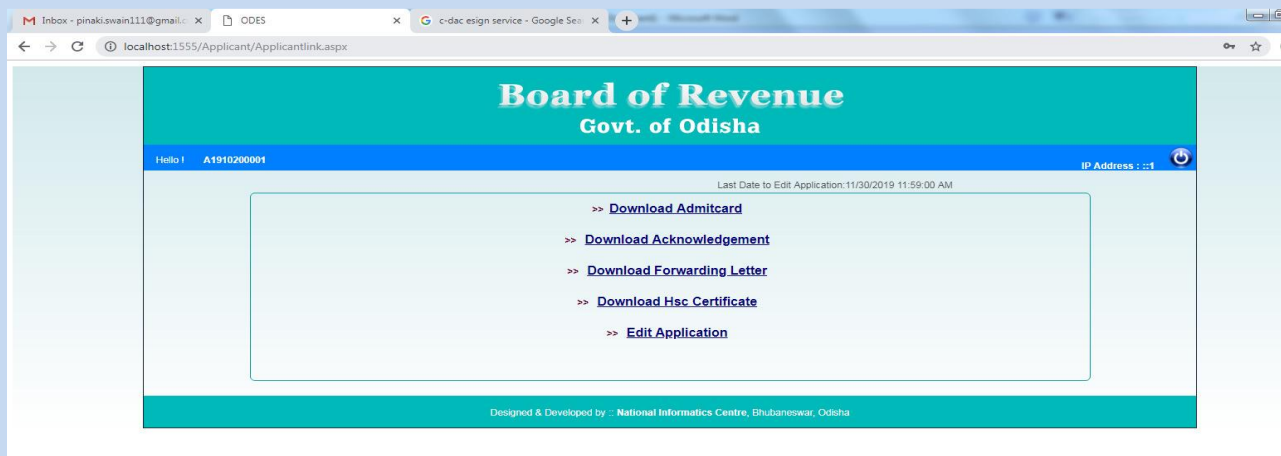 Inbox - pinaki.swain111@gmail.c
ODES
c-dac esign service - Google Sea
localhost:1555/Applicant/Applicantlink.aspx
Board of Revenue
Govt. of Odisha
Hello ! A1910200001
IP Address : ::1
Last Date to Edit Application:11/30/2019 11:59:00 AM
>> Download Admitcard
>> Download Acknowledgement
>> Download Forwarding Letter
>> Download Hsc Certificate
>> Edit Application
Designed & Developed by :: National Informatics Centre, Bhubaneswar, Odisha